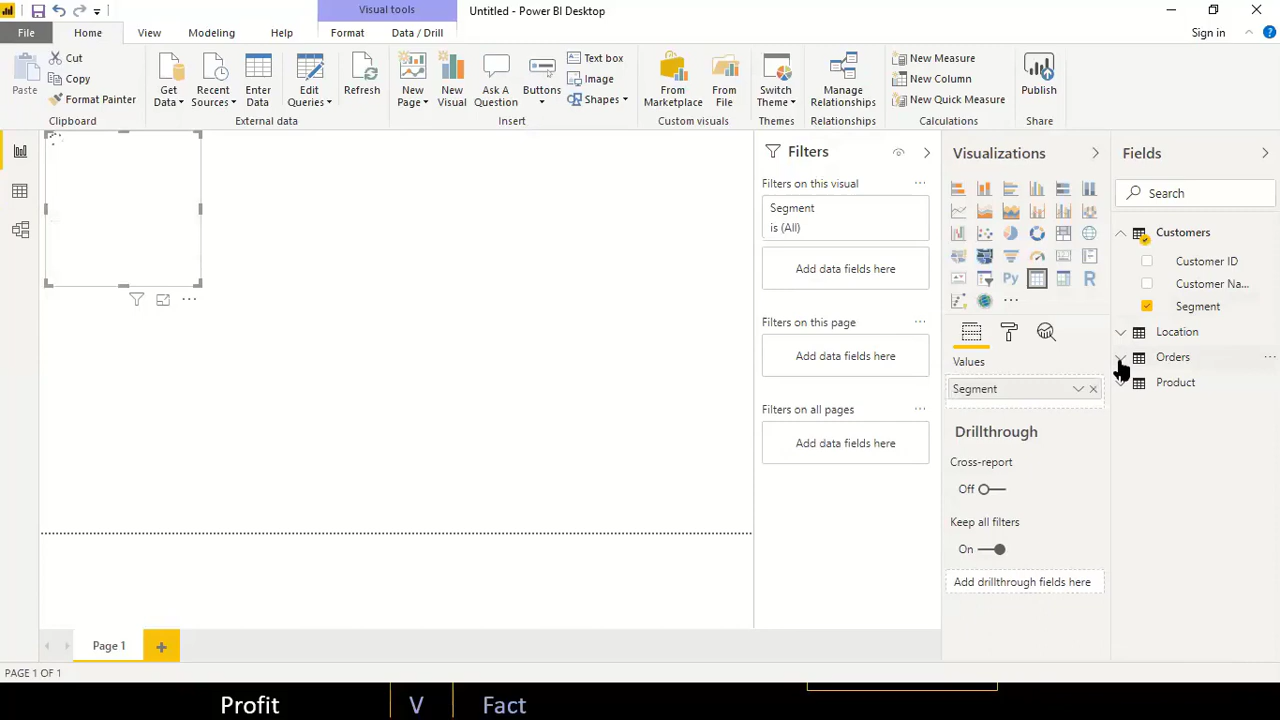 Visual tools
Untitled - Power BI Desktop
File
Home
View
Modeling
Help
Format
Data / Drill
Sign in
Paste
Cut
Copy
Format Painter
Clipboard
Get Data
Recent Sources
Enter Data
Edit Queries
Refresh
External data
New Page
New Visual
Ask A Question
Buttons
Text box
Image
Shapes
Insert
From Marketplace
From File
Custom visuals
Switch Theme
Themes
Manage Relationships
Relationships
New Measure
New Column
New Quick Measure
Calculations
Publish
Share
Filters
Filters on this visual
Segment
is (All)
Add data fields here
Filters on this page
Add data fields here
Filters on all pages
Add data fields here
Visualizations
Py
R
Values
Segment
Drillthrough
Cross-report
Off
Keep all filters
On
Add drillthrough fields here
Fields
Search
Customers
Customer ID
Customer Na...
Segment
Location
Orders
Product
Page 1
PAGE 1 OF 1
Profit
V
Fact